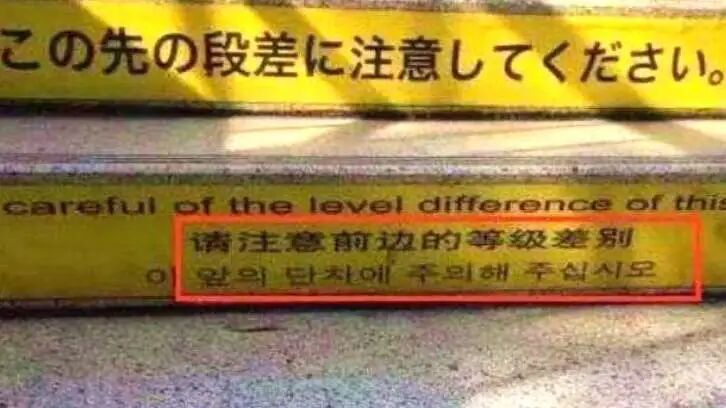 この先の段差に注意してください。
careful of the level difference of this
请注意前边的等级差别
이 앞의 단차에 주의해 주십시오